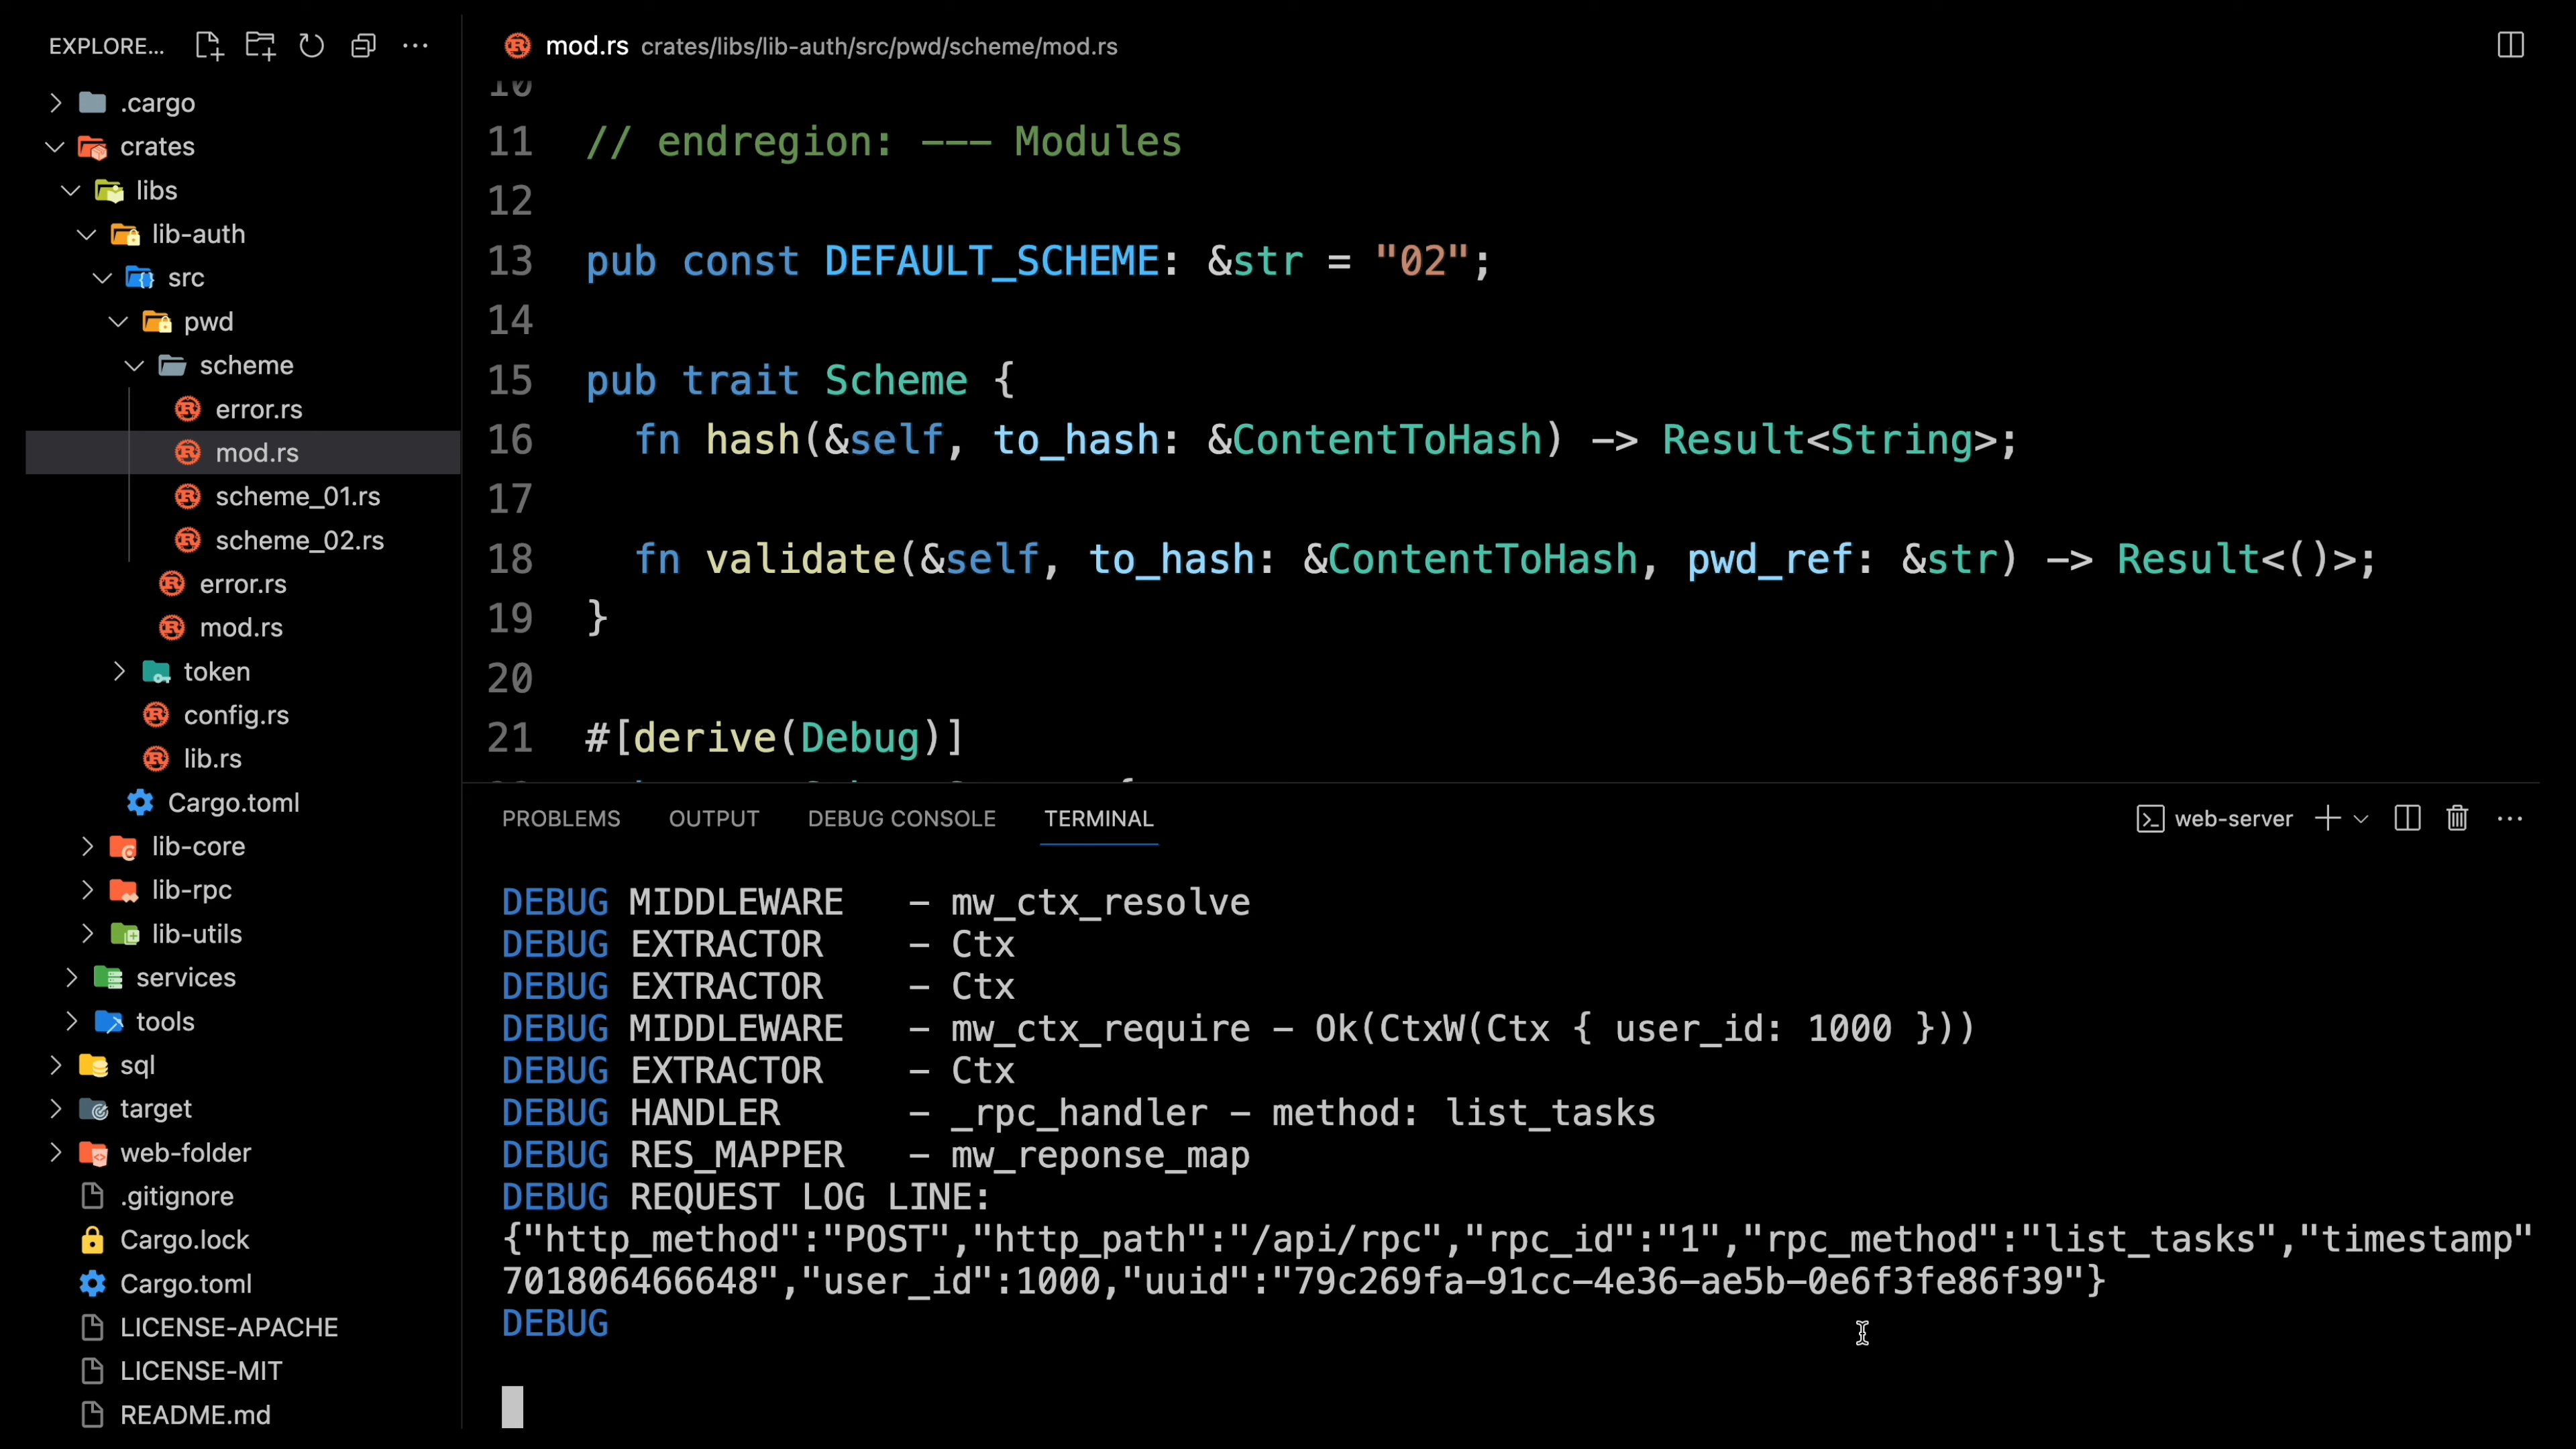 EXPLORE...
.cargo
crates
libs
lib-auth
src
pwd
scheme
error.rs
mod.rs
scheme_01.rs
scheme_02.rs
error.rs
mod.rs
token
config.rs
lib.rs
Cargo.toml
lib-core
lib-rpc
lib-utils
services
tools
sql
target
web-folder
.gitignore
Cargo.lock
Cargo.toml
LICENSE-APACHE
LICENSE-MIT
README.md
mod.rs crates/libs/lib-auth/src/pwd/scheme/mod.rs
10
11 // endregion: --- Modules
12
13 pub const DEFAULT_SCHEME: &str = "02";
14
15 pub trait Scheme {
16 fn hash(&self, to_hash: &ContentToHash) -> Result<String>;
17
18 fn validate(&self, to_hash: &ContentToHash, pwd_ref: &str) -> Result<()>;
19 }
20
21 #[derive(Debug)]
PROBLEMS OUTPUT DEBUG CONSOLE TERMINAL web-server
DEBUG MIDDLEWARE - mw_ctx_resolve
DEBUG EXTRACTOR - Ctx
DEBUG EXTRACTOR - Ctx
DEBUG MIDDLEWARE - mw_ctx_require - Ok(CtxW(Ctx { user_id: 1000 }))
DEBUG EXTRACTOR - Ctx
DEBUG HANDLER - _rpc_handler - method: list_tasks
DEBUG RES_MAPPER - mw_reponse_map
DEBUG REQUEST LOG LINE:
{"http_method":"POST","http_path":"/api/rpc","rpc_id":"1","rpc_method":"list_tasks","timestamp"
701806466648","user_id":1000,"uuid":"79c269fa-91cc-4e36-ae5b-0e6f3fe86f39"}
DEBUG